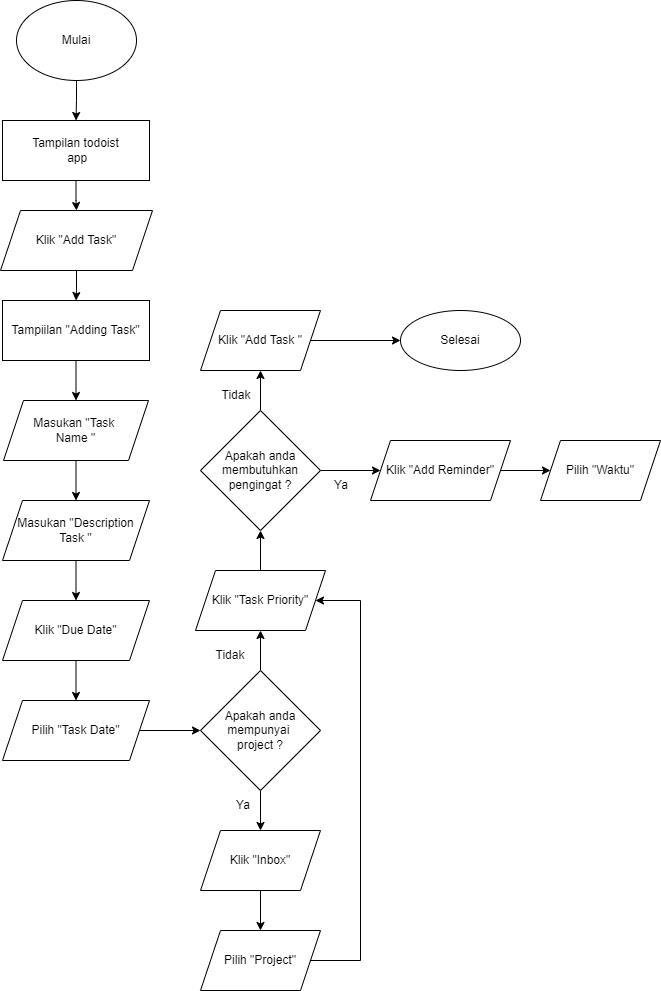 Mulai
Tampilan todoist
app
Klik "Add Task"
Tampiilan "Adding Task"
Masukan "Task
Name "
Masukan "Description
Task "
Klik "Due Date"
Pilih "Task Date"
Apakah anda
mempunyai
project ?
Tidak
Ya
Klik "Inbox"
Pilih "Project"
Klik "Task Priority"
Apakah anda
membutuhkan
pengingat ?
Tidak
Ya
Klik "Add Task "
Selesai
Klik "Add Reminder"
Pilih "Waktu"